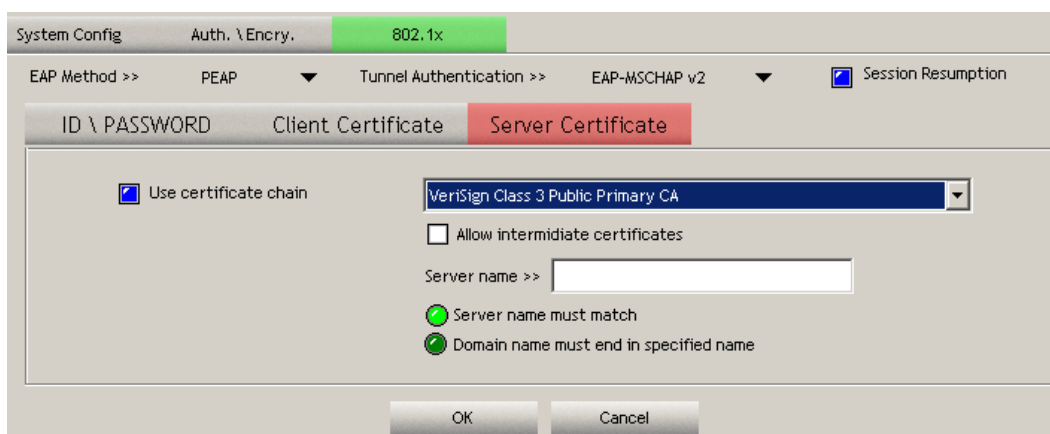 System Config Auth. \ Encry. 802.1x
EAP Method >> PEAP Tunnel Authentication >> EAP-MSCHAP v2 Session Resumption
ID \ PASSWORD Client Certificate Server Certificate
Use certificate chain VeriSign Class 3 Public Primary CA
Allow intermidiate certificates
Server name >>
Server name must match
Domain name must end in specified name
OK Cancel